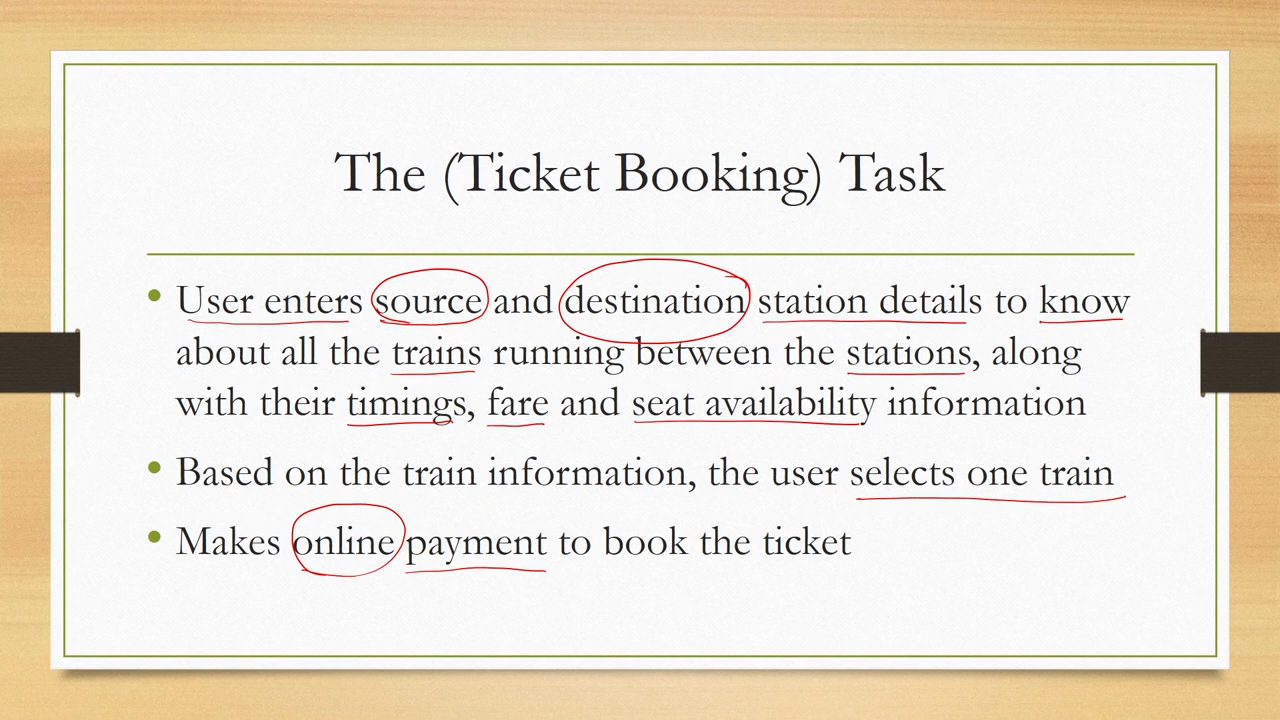 The (Ticket Booking) Task
• User enters source and destination station details to know
about all the trains running between the stations, along
with their timings, fare and seat availability information
• Based on the train information, the user selects one train
• Makes online payment to book the ticket